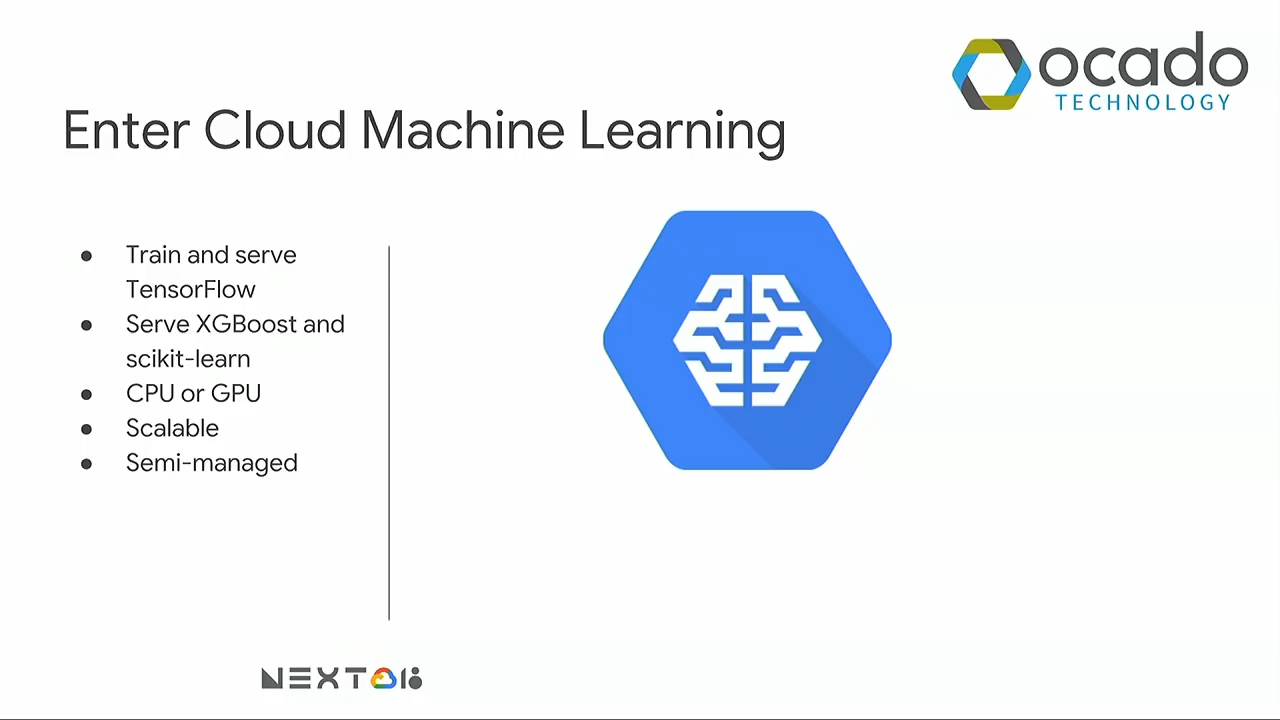 ocado
TECHNOLOGY
Enter Cloud Machine Learning
● Train and serve
TensorFlow
● Serve XGBoost and
scikit-learn
● CPU or GPU
● Scalable
● Semi-managed
NEXT 18